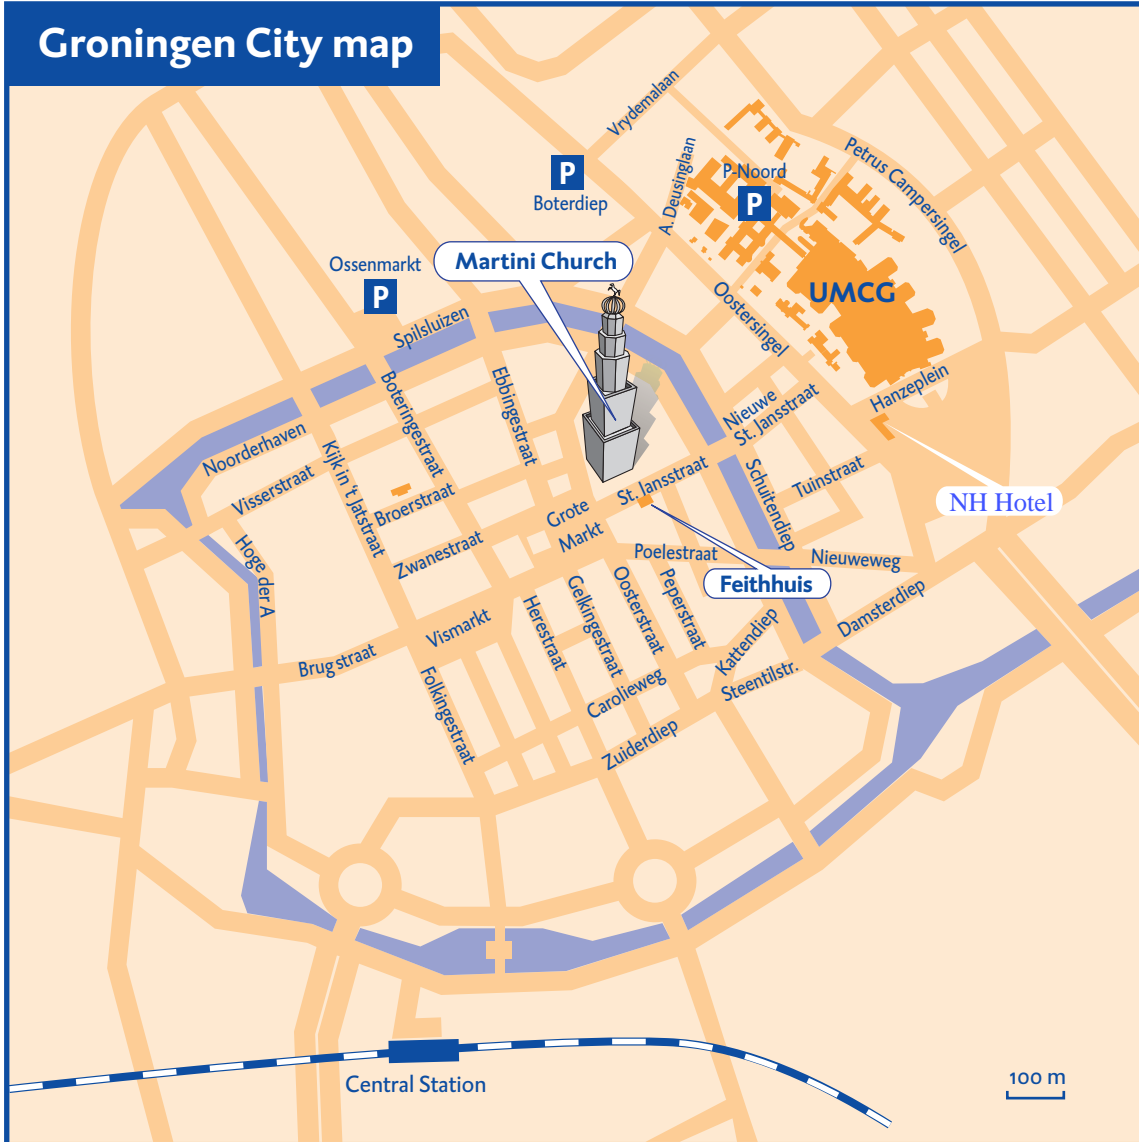 Groningen City map
Vrydemalaan
P
Boterdiep
A. Deusinglaan
P-Noord
P
Petrus Campersingel
Ossenmarkt
P
Martini Church
UMCG
Spilsluizen
Oostersingel
Boteringestraat
Ebbingestraat
Nieuwe
St. Jansstraat
Hanzeplein
Noorderhaven
Visserstraat
Kijk in 't Jatstraat
Broerstraat
Zwanestraat
Grote
Markt
St. Jansstraat
Schuitendiep
Tuinstraat
NH Hotel
Hoge der A
Poelestraat
Nieuweweg
Feithhuis
Damsterdiep
Brugstraat
Vismarkt
Herestraat
Gelkingestraat
Oosterstraat
Peperstraat
Kattendiep
Steentilstr.
Folkingestraat
Carolieweg
Zuiderdiep
Central Station
100 m